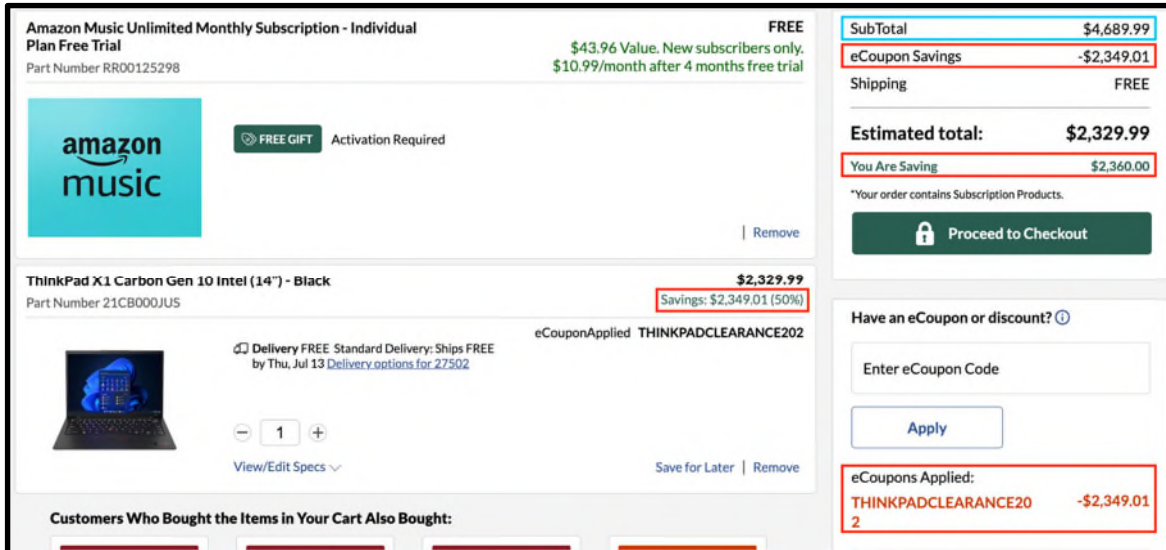 Amazon Music Unlimited Monthly Subscription - Individual
Plan Free Trial
Part Number RR00125298
FREE
$43.96 Value. New subscribers only.
$10.99/month after 4 months free trial
amazon
music
FREE GIFT Activation Required
| Remove
ThinkPad X1 Carbon Gen 10 Intel (14") - Black
Part Number 21CB000JUS
$2,329.99
Savings: $2,349.01 (50%)
eCouponApplied THINKPADCLEARANCE202
Delivery FREE Standard Delivery: Ships FREE
by Thu, Jul 13 Delivery options for 27502
1
View/Edit Specs
Save for Later | Remove
Customers Who Bought the Items in Your Cart Also Bought:
SubTotal $4,689.99
eCoupon Savings -$2,349.01
Shipping FREE
Estimated total: $2,329.99
You Are Saving $2,360.00
*Your order contains Subscription Products.
Proceed to Checkout
Have an eCoupon or discount?
Enter eCoupon Code
Apply
eCoupons Applied:
THINKPADCLEARANCE20 -$2,349.01
2